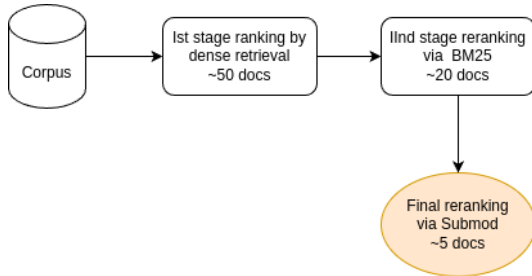 Corpus
Ist stage ranking by
dense retrieval
~50 docs
IInd stage reranking
via BM25
~20 docs
Final reranking
via Submod
~5 docs